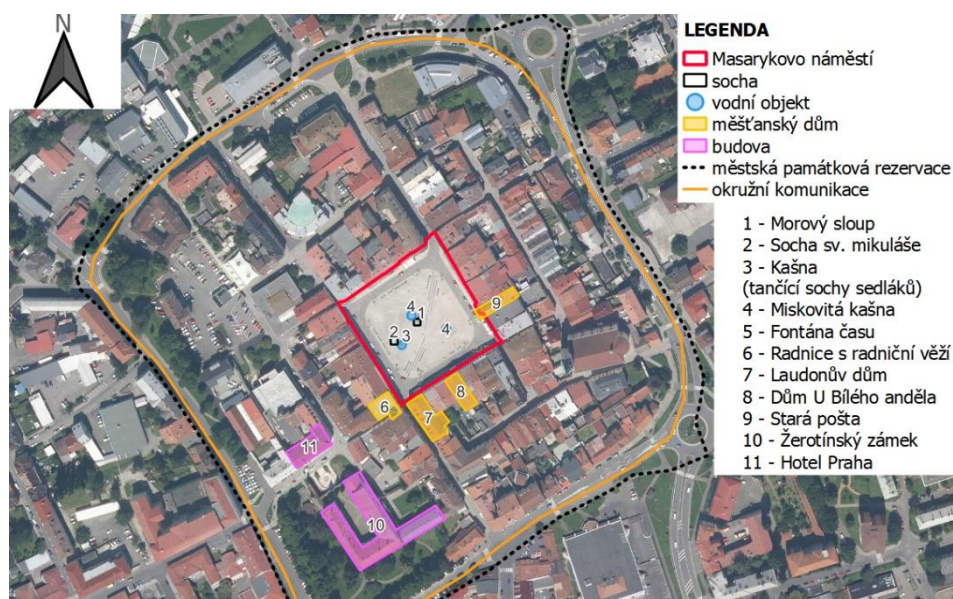 N
LEGENDA
Masarykovo náměstí
socha
vodní objekt
měšťanský dům
budova
městská památková rezervace
okružní komunikace
1 - Morový sloup
2 - Socha sv. mikuláše
3 - Kašna
(tančící sochy sedláků)
4 - Miskovitá kašna
5 - Fontána času
6 - Radnice s radniční věží
7 - Laudonův dům
8 - Dům U Bílého anděla
9 - Stará pošta
10 - Žerotínský zámek
11 - Hotel Praha
9
4
1
4
2
3
8
6
7
11
10